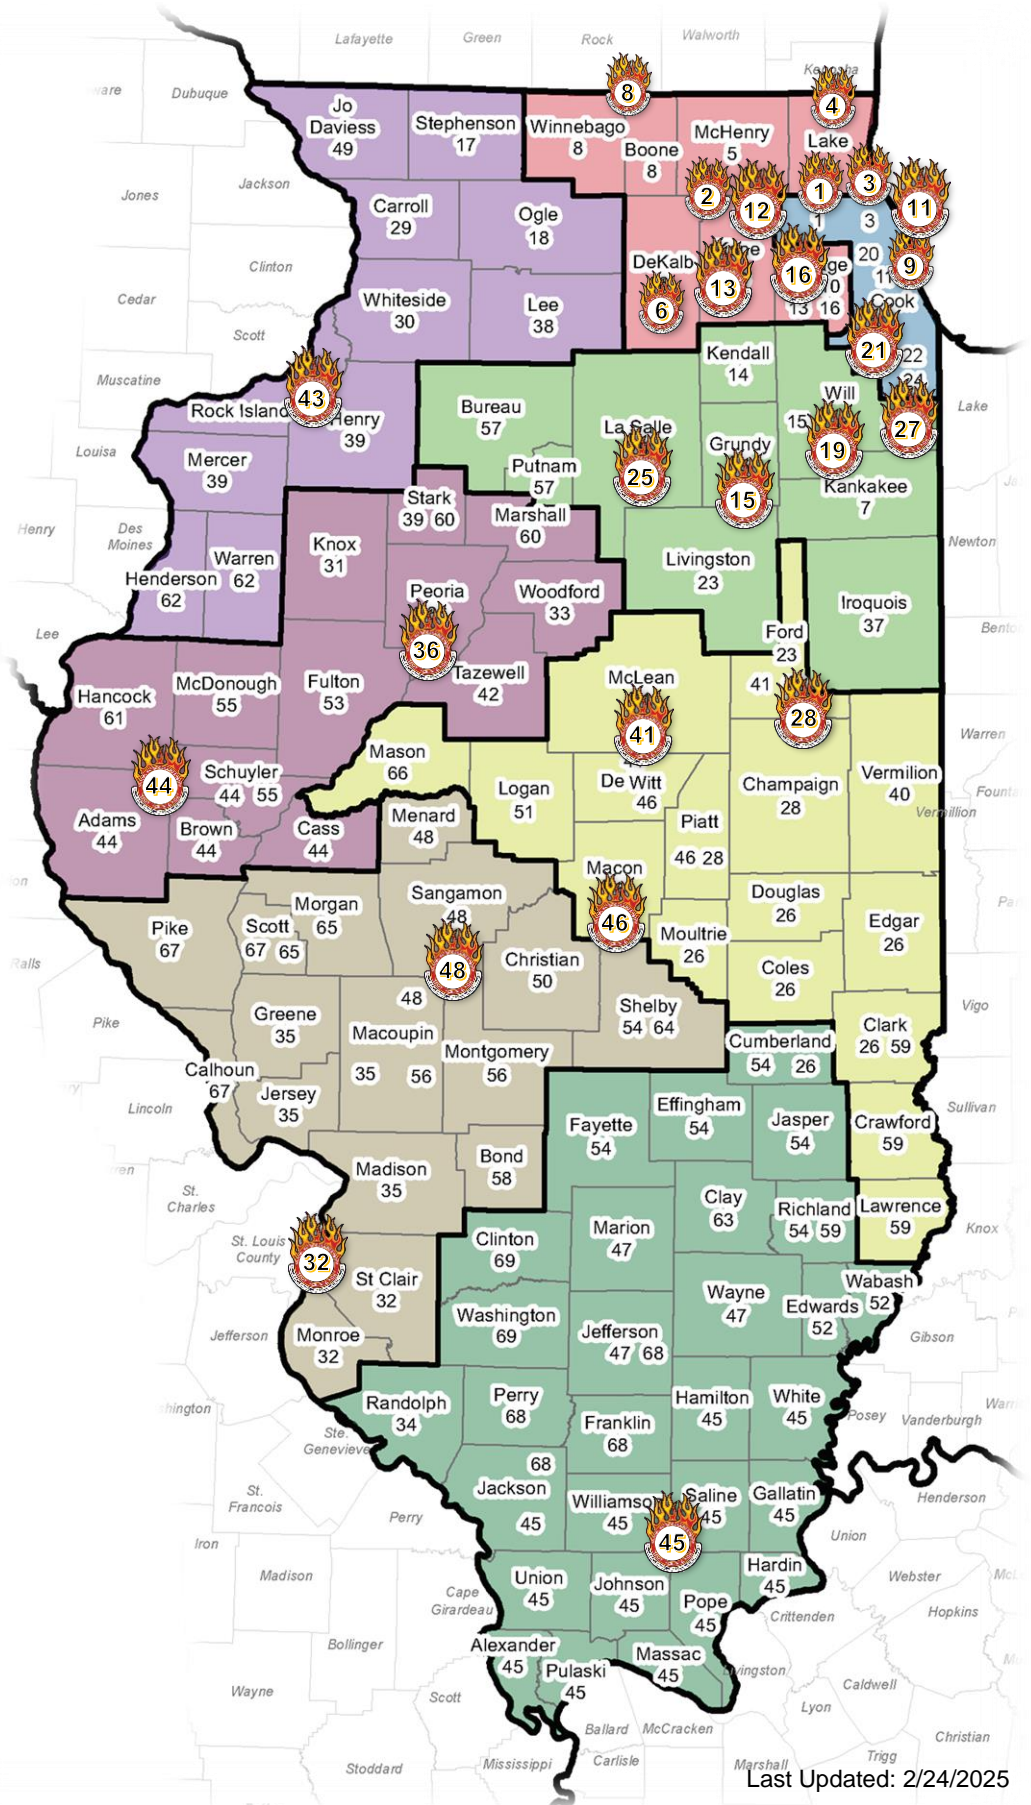 Lafayette
Green
Rock
Walworth
Kenosha
Dubuque
Jo
Daviess
49
Stephenson
17
Winnebago
8
Boone
8
8
McHenry
5
4
Lake
Jones
Jackson
Carroll
29
Ogle
18
2
12
1
1
3
3
11
Clinton
Cedar
Scott
Whiteside
30
Lee
38
DeKalb
6
13
16
13 16
20
9
Cook
21
22
24
Muscatine
Louisa
Rock Island
43
Henry
39
Mercer
39
Bureau
57
Putnam
57
La Salle
25
Kendall
14
Grundy
15
Will
15
19
27
Lake
Kankakee
7
Henry
Des
Moines
Henderson
62
Warren
62
Knox
31
Stark
39 60
Marshall
60
Peoria
36
Woodford
33
Tazewell
42
Livingston
23
Ford
23
41
28
Iroquois
37
Newton
Lee
Hancock
61
McDonough
55
Fulton
53
McLean
41
Warren
44
Schuyler
44 55
Adams
44
Brown
44
Cass
44
Mason
66
Logan
51
De Witt
46
Piatt
46 28
Champaign
28
Vermilion
40
Vermillion
Menard
48
Sangamon
48
48
Macon
46
Moultrie
26
Douglas
26
Coles
26
Edgar
26
Ralls
Pike
Pike
67
Scott
67 65
Morgan
65
Christian
50
Shelby
54 64
Greene
35
48
Macoupin
35 56
Montgomery
56
Cumberland
54 26
Clark
26 59
Vigo
Calhoun
67
Jersey
35
Lincoln
Madison
35
Bond
58
Fayette
54
Effingham
54
Jasper
54
Crawford
59
Sullivan
St.
Charles
St. Louis
County
32
St Clair
32
Monroe
32
Jefferson
Clinton
69
Washington
69
Marion
47
Clay
63
Richland
54 59
Lawrence
59
Knox
Wayne
47
Edwards
52
Wabash
52
Gibson
Jefferson
47 68
Randolph
34
Perry
68
Franklin
68
Hamilton
45
White
45
Posey
Vanderburgh
Ste.
Genevieve
St.
Francois
Perry
68
Jackson
45
45
45
Saline
45
Gallatin
45
Henderson
Union
Iron
Madison
Cape
Girardeau
Union
45
Johnson
45
Pope
45
Hardin
45
Webster
Hopkins
Crittenden
Bollinger
Wayne
Scott
Alexander
45
Pulaski
45
Massac
45
Caldwell
Lyon
Christian
Trigg
Ballard
McCracken
Carlisle
Marshall
Mississippi
Stoddard
Last Updated: 2/24/2025